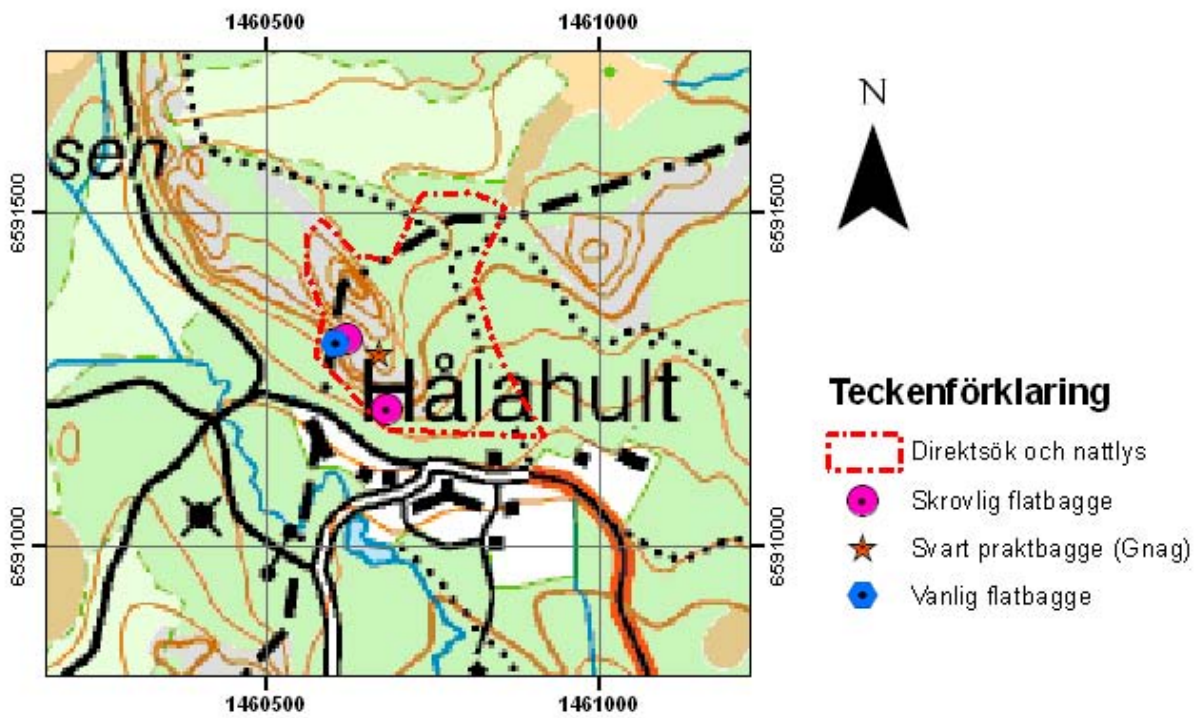 1460500 1461000
N
sen
6591500 6591500
Hålahult
6591000 6591000
1460500 1461000
Teckenförklaring
Direktsök och nattlys
Skrovlig flatbagge
Svart praktbagge (Gnag)
Vanlig flatbagge